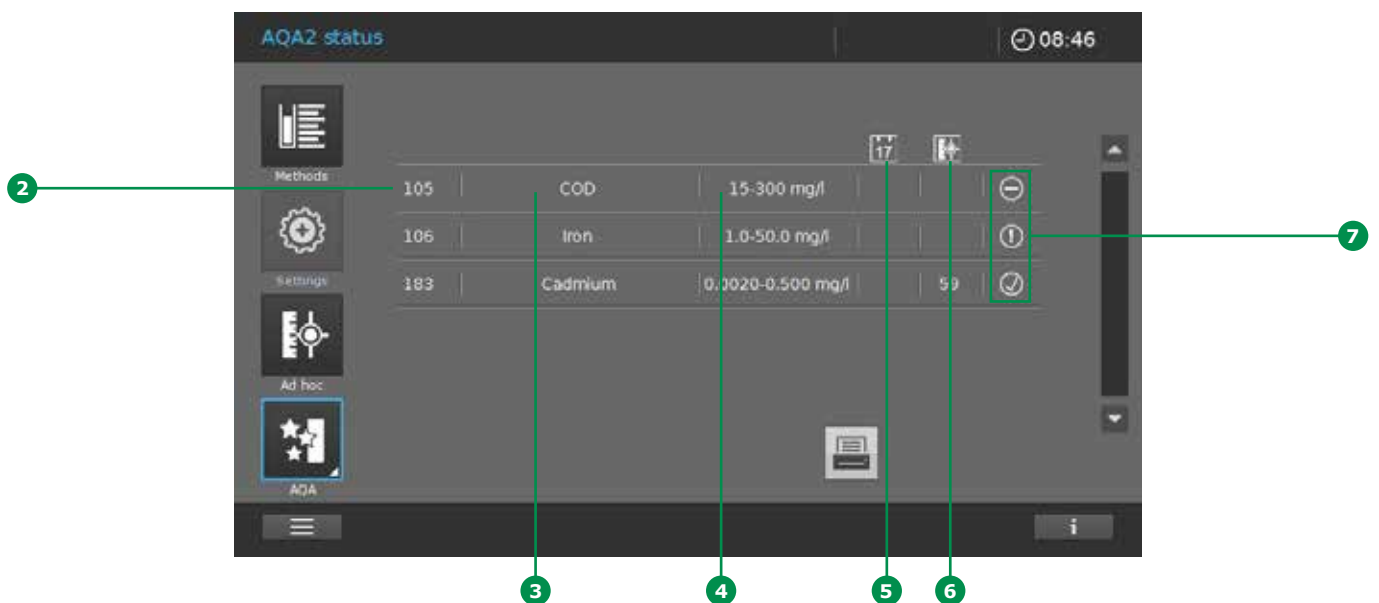 AQA2 status 08:46
17
Methods
2 105 COD 15-300 mg/l
106 Iron 1.0-50.0 mg/l 7
Settings 183 Cadmium 0.0020-0.500 mg/l 59
Ad hoc
AQA
i
3 4 5 6